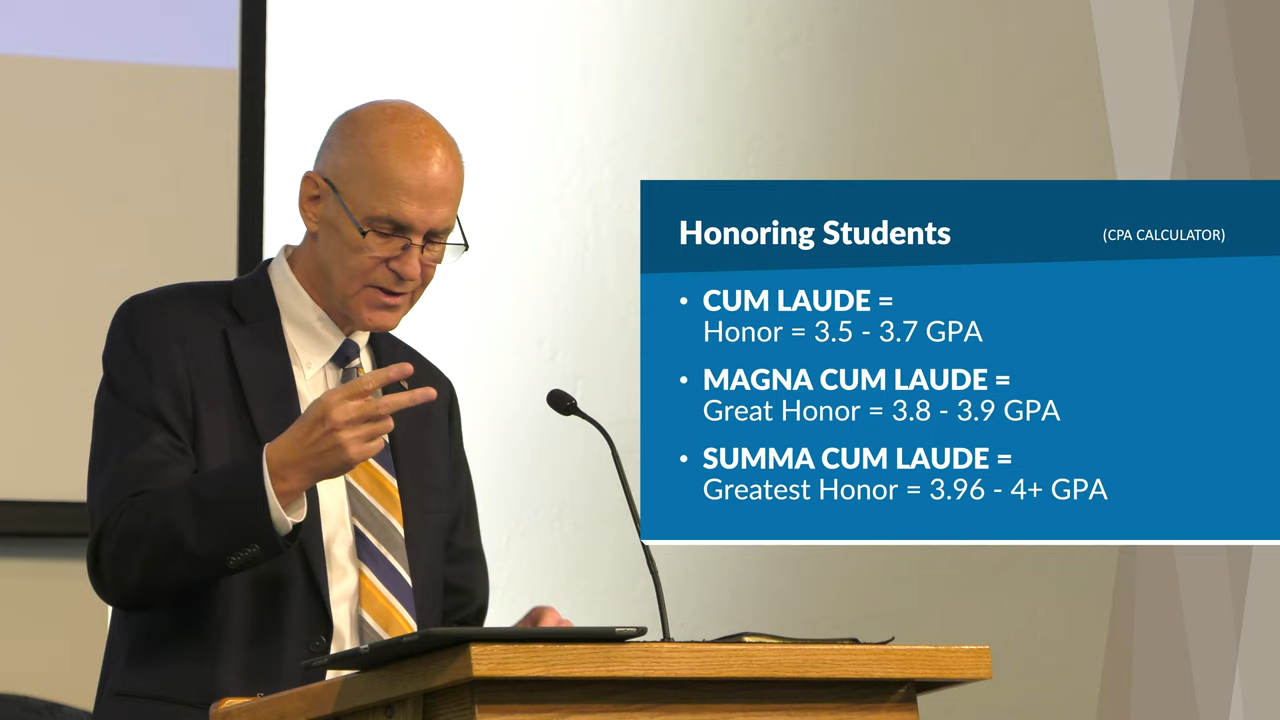 Honoring Students
(CPA CALCULATOR)
• CUM LAUDE =
Honor = 3.5 - 3.7 GPA
• MAGNA CUM LAUDE =
Great Honor = 3.8 - 3.9 GPA
• SUMMA CUM LAUDE =
Greatest Honor = 3.96 - 4+ GPA